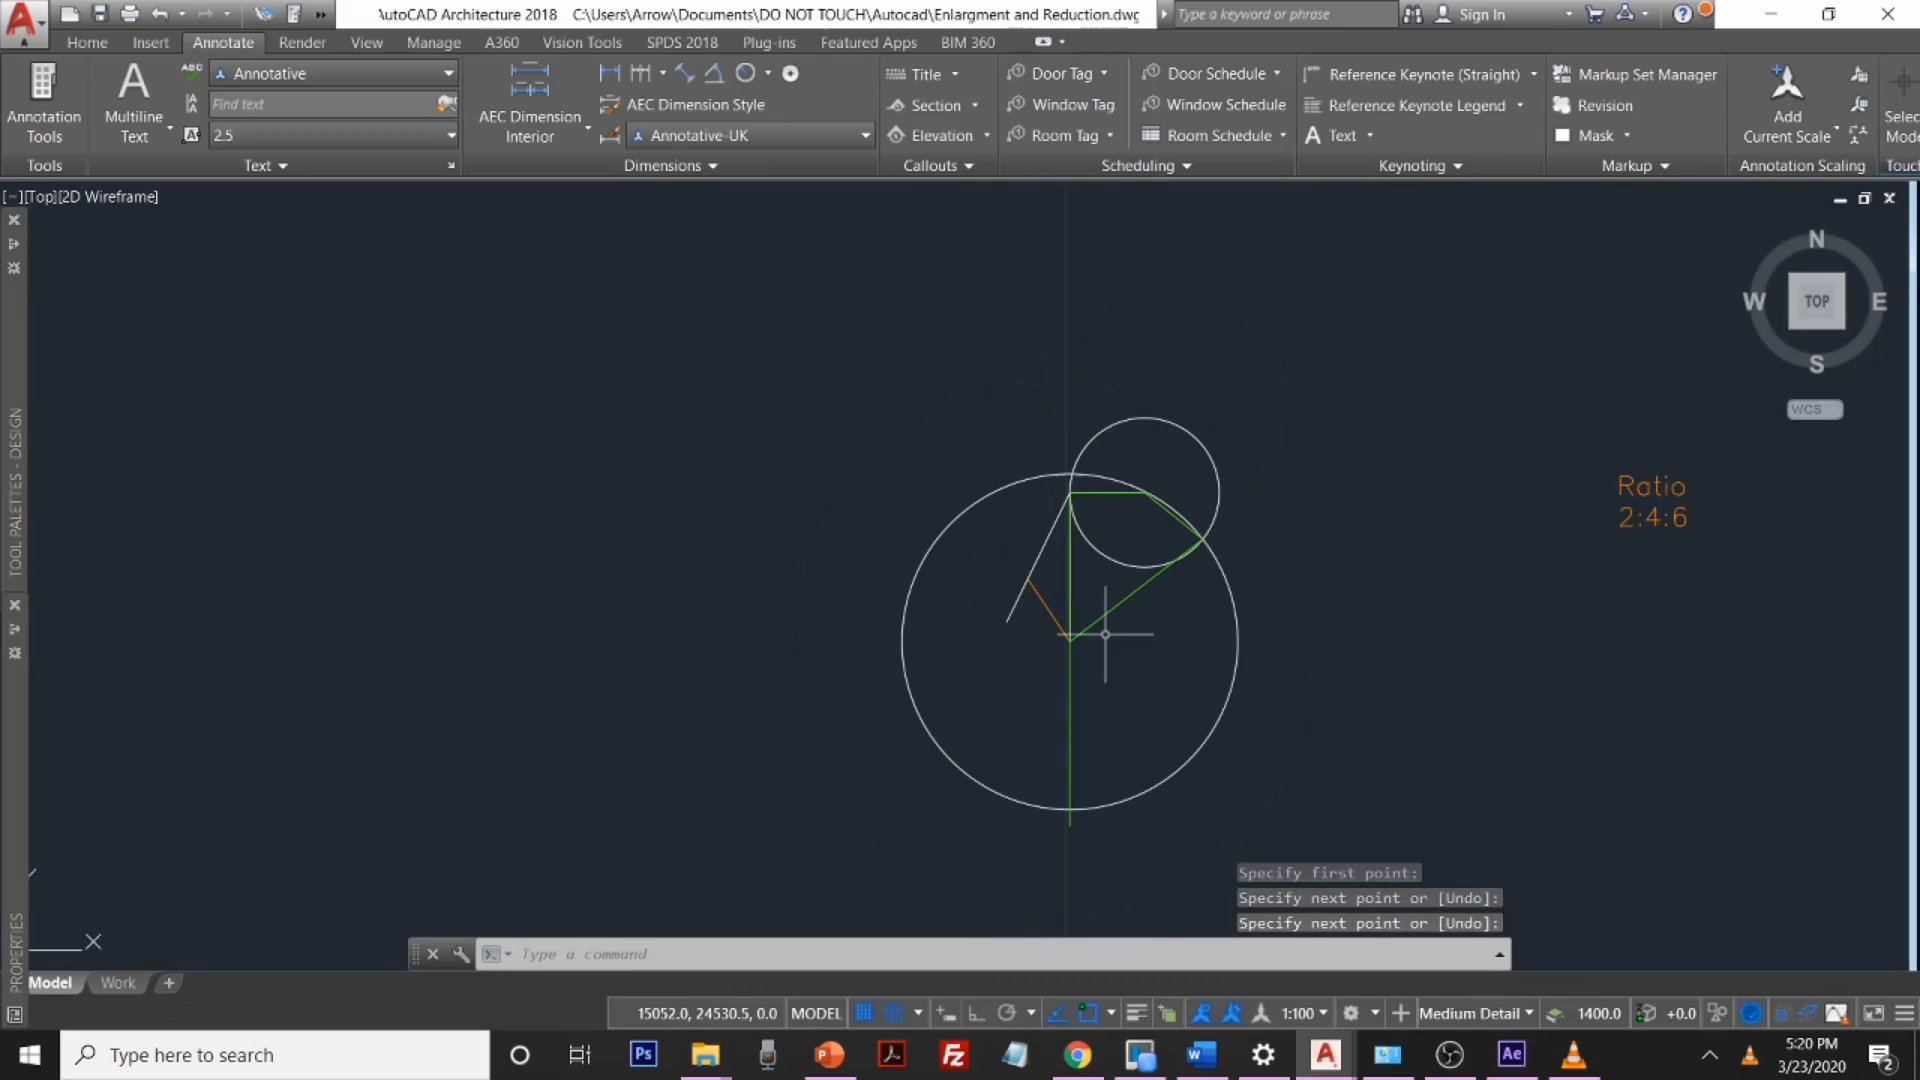 AutoCAD Architecture 2018 C:\Users\Arrow\Documents\DO NOT TOUCH\Autocad\Enlargment and Reduction.dwg
Type a keyword or phrase
Sign In
Home Insert Annotate Render View Manage A360 Vision Tools SPDS 2018 Plug-ins Featured Apps BIM 360
Annotation Tools
Multiline Text
Annotative
Find text
2.5
AEC Dimension Interior
AEC Dimension Style
Annotative-UK
Title
Section
Elevation
Door Tag
Window Tag
Room Tag
Door Schedule
Window Schedule
Room Schedule
Reference Keynote (Straight)
Reference Keynote Legend
Text
Markup Set Manager
Revision
Mask
Add Current Scale
Selec
Mode
Tools Text Dimensions Callouts Scheduling Keynoting Markup Annotation Scaling Touch
[−][Top][2D Wireframe]
N
W TOP E
S
WCS
TOOL PALETTES - DESIGN
PROPERTIES
Ratio
2:4:6
Specify first point:
Specify next point or [Undo]:
Specify next point or [Undo]:
Type a command
Model Work +
15052.0, 24530.5, 0.0 MODEL 1:100 Medium Detail 1400.0 +0.0
Type here to search
Ps
Ae
5:20 PM
3/23/2020
2